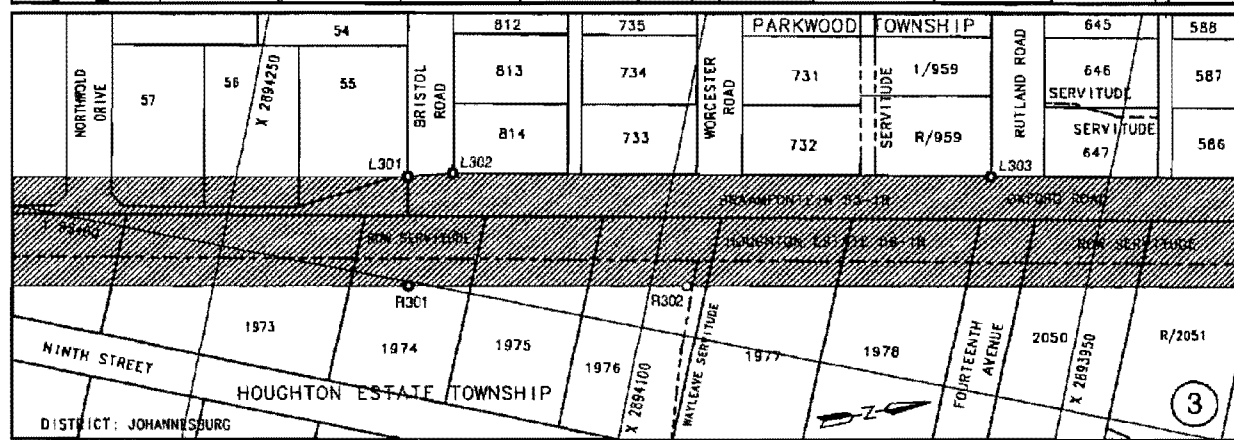 54
812
735
PARKWOOD TOWNSHIP
645
588
NORTHWOLD
DRIVE
57
56
X 2894250
55
BRISTOL
ROAD
813
734
WORCESTER
ROAD
731
SERVITUDE
1/959
RUTLAND ROAD
646
SERVITUDE
587
814
733
732
R/959
SERVITUDE
647
586
L301
L302
L303
BRAAMFONTEIN 53-IR
OXFORD ROAD
ROW SERVITUDE
HOUGHTON ESTATE 56-IR
ROW SERVITUDE
R301
R302
1973
1974
1975
1976
X 2894100
WAYLEAVE SERVITUDE
1977
1978
FOURTEENTH
AVENUE
2050
X 2893950
R/2051
NINTH STREET
HOUGHTON ESTATE TOWNSHIP
Z
3
DISTRICT: JOHANNESBURG